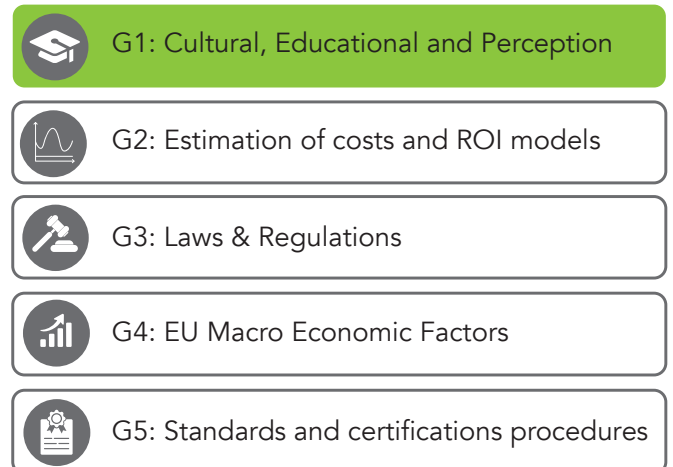 G1: Cultural, Educational and Perception
G2: Estimation of costs and ROI models
G3: Laws & Regulations
G4: EU Macro Economic Factors
G5: Standards and certifications procedures